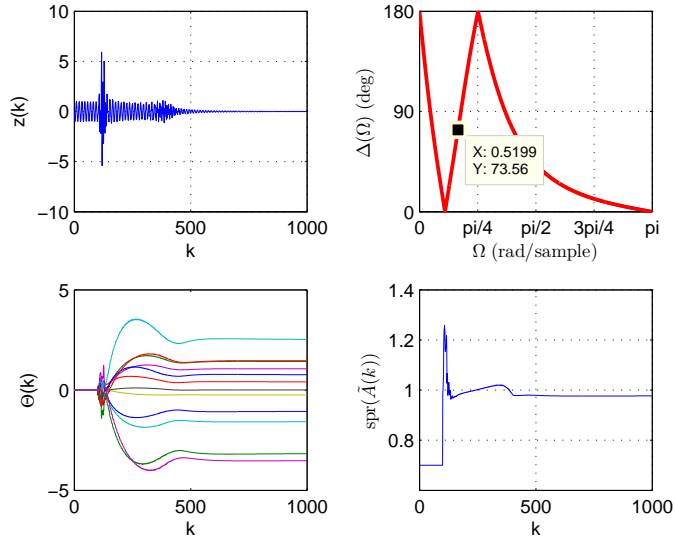 10
5
0
−5
−10
z(k)
0
500
1000
k
180
90
0
Δ(Ω) (deg)
X: 0.5199
Y: 73.56
0
pi/4
pi/2
3pi/4
pi
Ω (rad/sample)
5
0
−5
Θ(k)
0
500
1000
k
1.4
1.2
1
0.8
spr(Ã(k))
0
500
1000
k